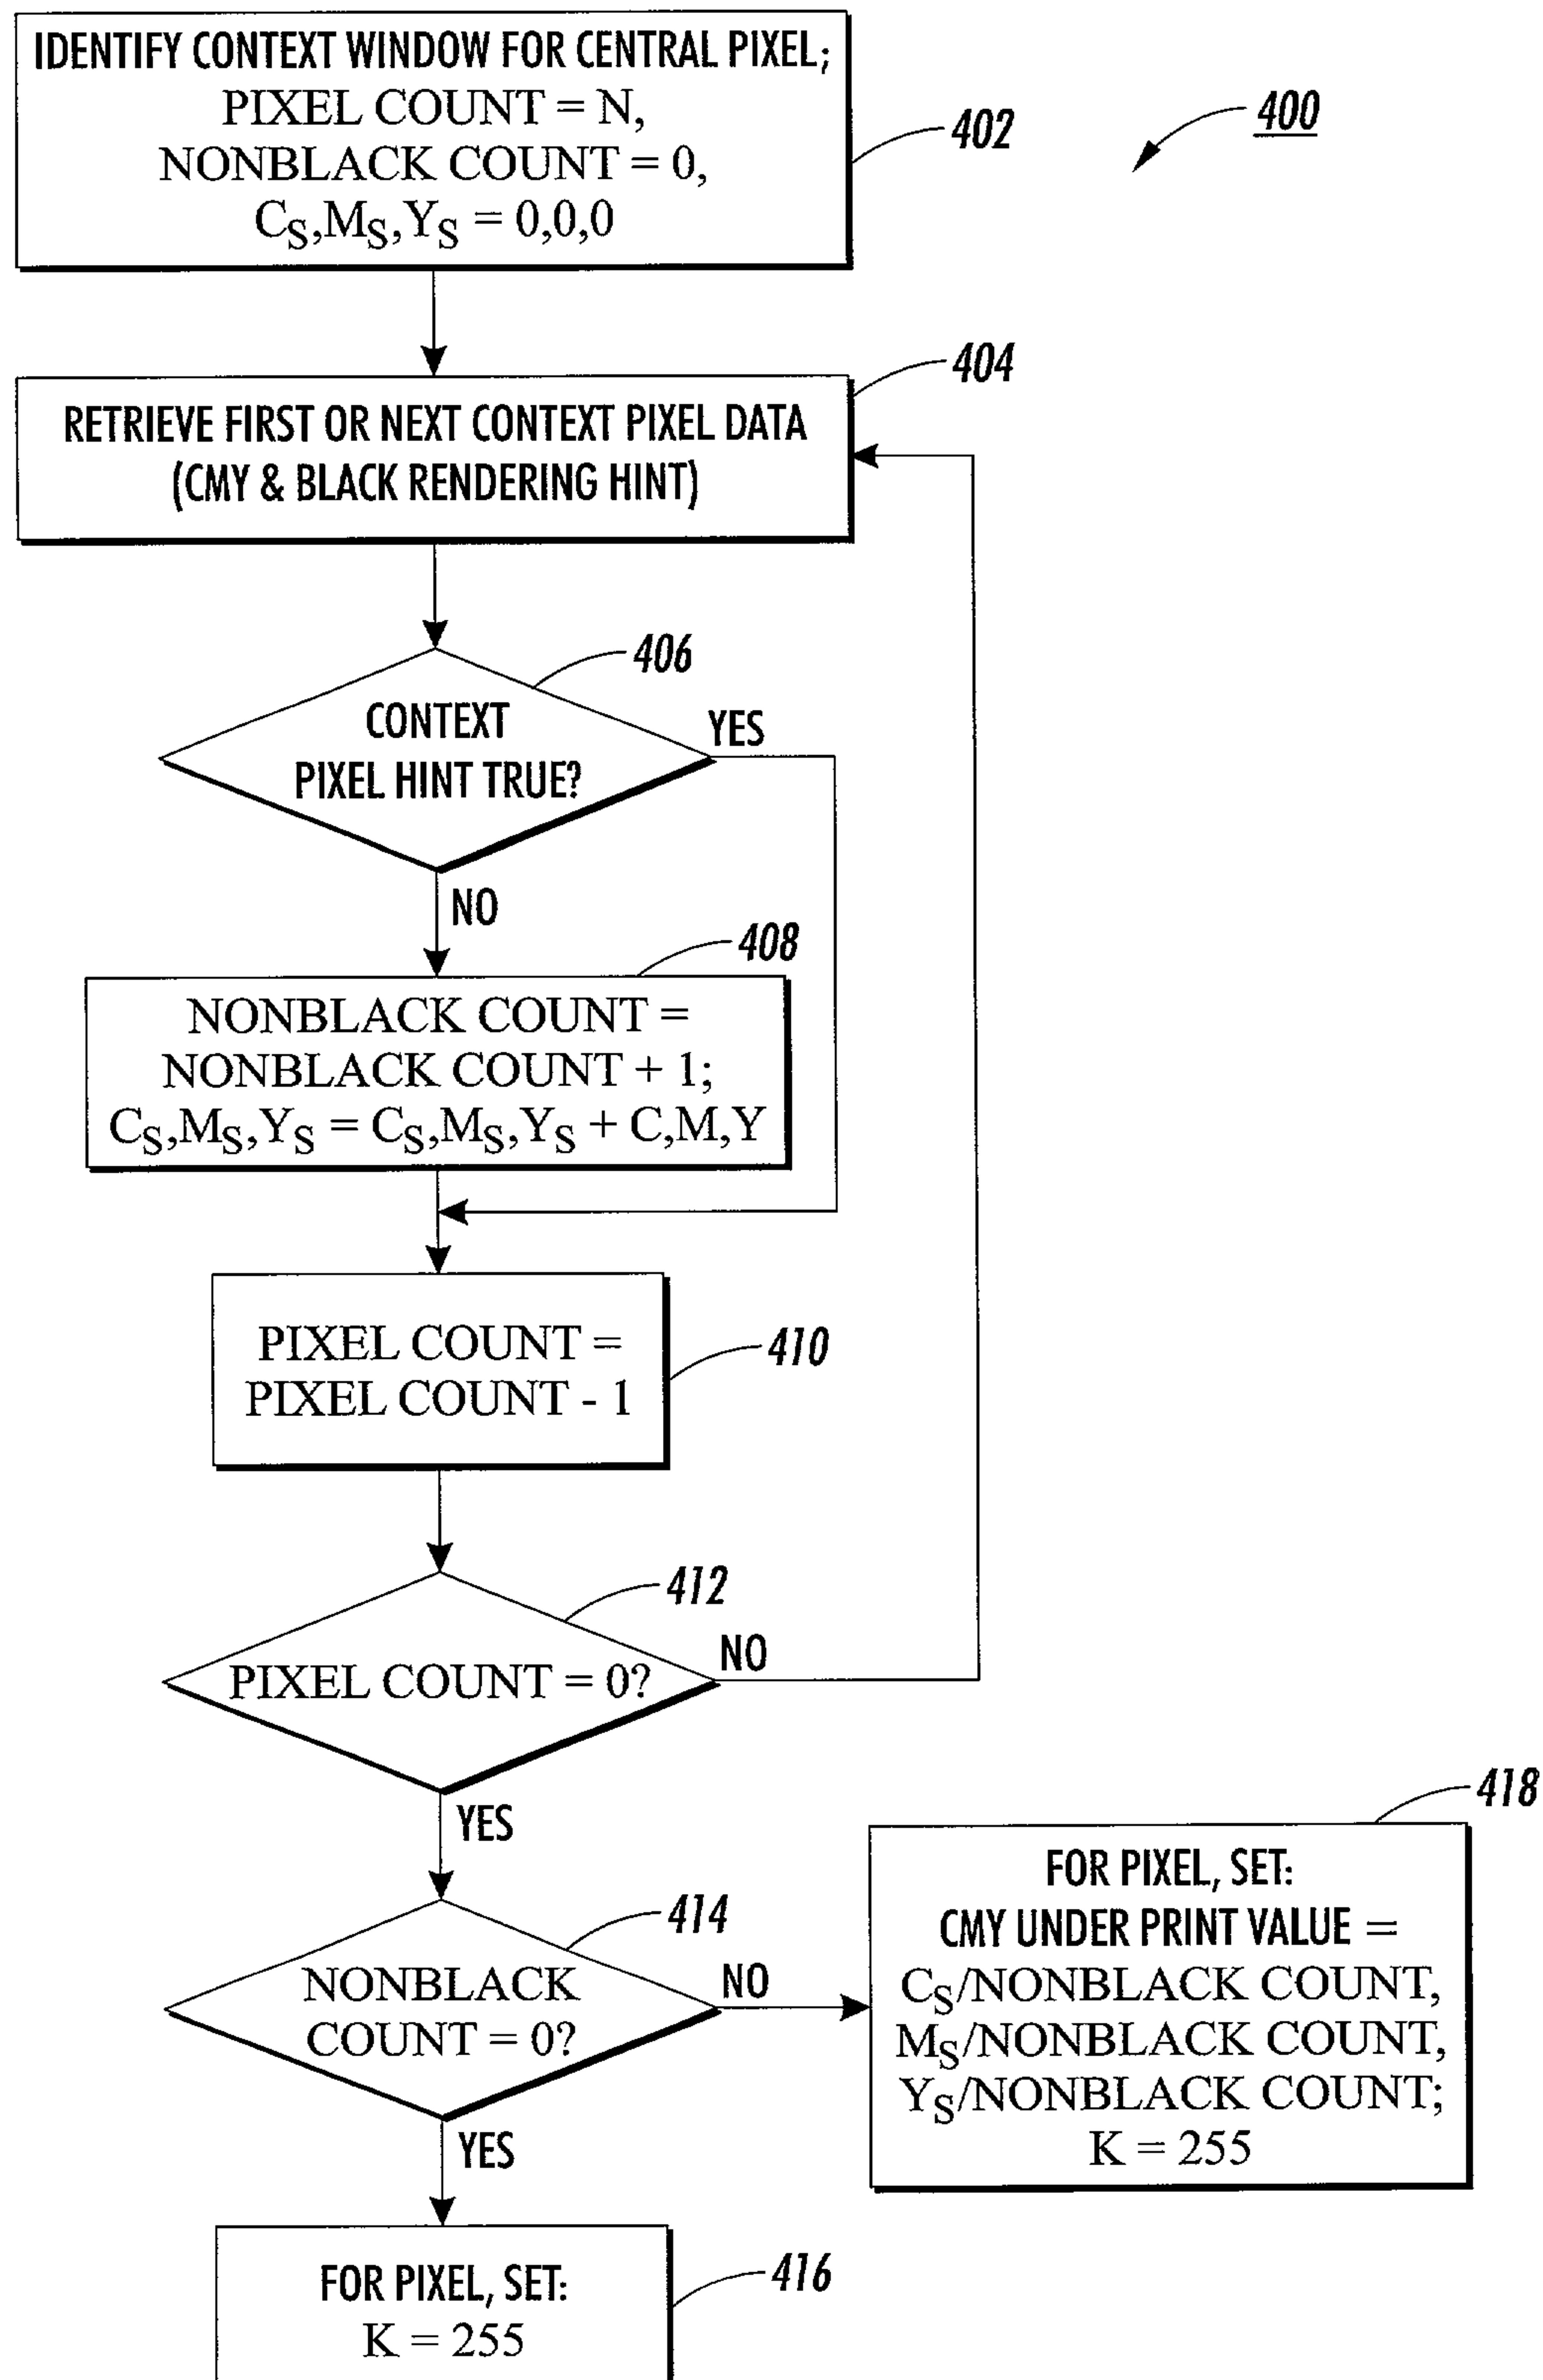 IDENTIFY CONTEXT WINDOW FOR CENTRAL PIXEL;
PIXEL COUNT = N,
NONBLACK COUNT = 0,
CS,MS,YS = 0,0,0
402
400
404
RETRIEVE FIRST OR NEXT CONTEXT PIXEL DATA
(CMY & BLACK RENDERING HINT)
406
CONTEXT
PIXEL HINT TRUE?
YES
NO
408
NONBLACK COUNT =
NONBLACK COUNT + 1;
CS,MS,YS = CS,MS,YS + C,M,Y
PIXEL COUNT =
PIXEL COUNT - 1
410
412
PIXEL COUNT = 0?
NO
YES
414
NONBLACK
COUNT = 0?
NO
YES
418
FOR PIXEL, SET:
CMY UNDER PRINT VALUE =
CS/NONBLACK COUNT,
MS/NONBLACK COUNT,
YS/NONBLACK COUNT;
K = 255
FOR PIXEL, SET:
K = 255
416